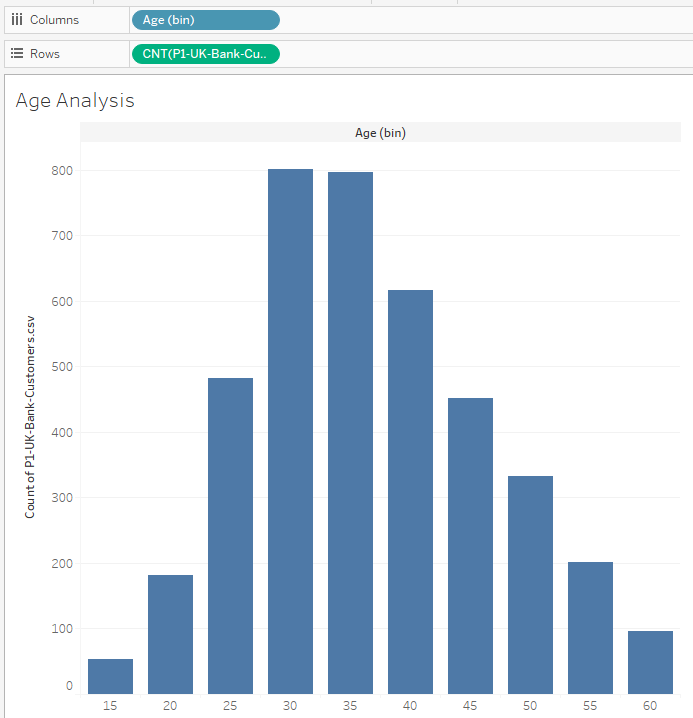 Columns
Age (bin)
Rows
CNT(P1-UK-Bank-Cu..
Age Analysis
Age (bin)
Count of P1-UK-Bank-Customers.csv
800
700
600
500
400
300
200
100
0
15 20 25 30 35 40 45 50 55 60